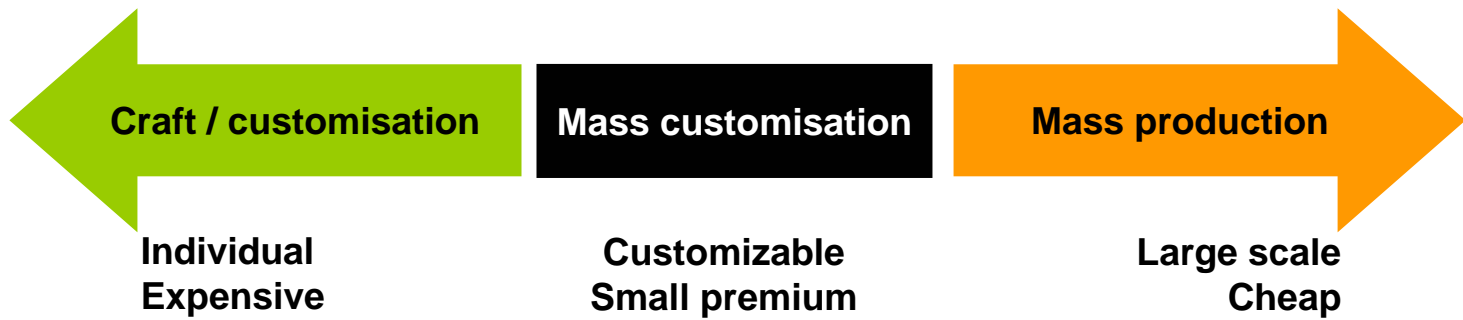 Craft / customisation
Mass customisation
Mass production
Individual
Expensive
Customizable
Small premium
Large scale
Cheap